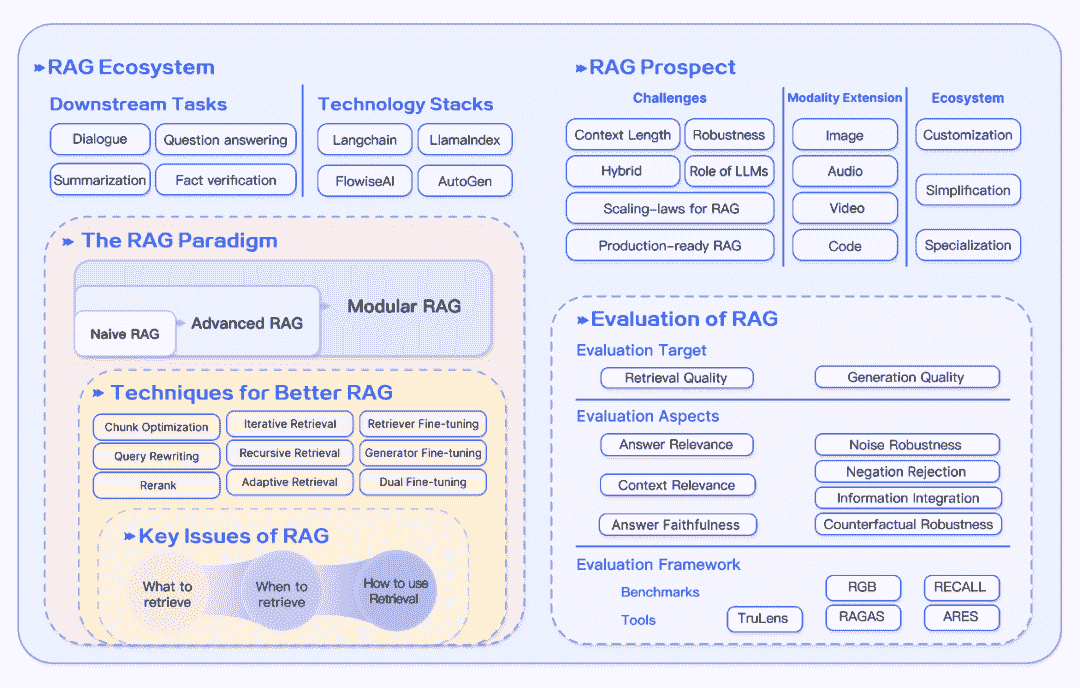 RAG Ecosystem
Downstream Tasks
Dialogue
Question answering
Summarization
Fact verification
Technology Stacks
Langchain
LlamaIndex
FlowiseAI
AutoGen
The RAG Paradigm
Naive RAG
Advanced RAG
Modular RAG
Techniques for Better RAG
Chunk Optimization
Iterative Retrieval
Retriever Fine-tuning
Query Rewriting
Recursive Retrieval
Generator Fine-tuning
Rerank
Adaptive Retrieval
Dual Fine-tuning
Key Issues of RAG
What to
retrieve
When to
retrieve
How to use
Retrieval
RAG Prospect
Challenges
Context Length
Robustness
Hybrid
Role of LLMs
Scaling-laws for RAG
Production-ready RAG
Modality Extension
Image
Audio
Video
Code
Ecosystem
Customization
Simplification
Specialization
Evaluation of RAG
Evaluation Target
Retrieval Quality
Generation Quality
Evaluation Aspects
Answer Relevance
Context Relevance
Answer Faithfulness
Noise Robustness
Negation Rejection
Information Integration
Counterfactual Robustness
Evaluation Framework
Benchmarks
RGB
RECALL
Tools
TruLens
RAGAS
ARES